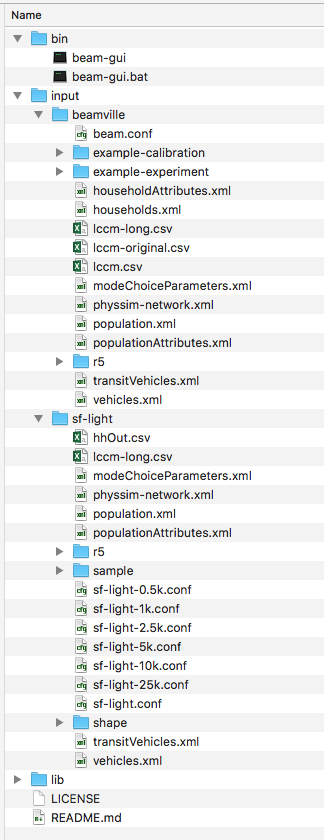 Name
bin
beam-gui
beam-gui.bat
input
beamville
beam.conf
example-calibration
example-experiment
householdAttributes.xml
households.xml
lccm-long.csv
lccm-original.csv
lccm.csv
modeChoiceParameters.xml
physsim-network.xml
population.xml
populationAttributes.xml
r5
transitVehicles.xml
vehicles.xml
sf-light
hhOut.csv
lccm-long.csv
modeChoiceParameters.xml
physsim-network.xml
population.xml
populationAttributes.xml
r5
sample
sf-light-0.5k.conf
sf-light-1k.conf
sf-light-2.5k.conf
sf-light-5k.conf
sf-light-10k.conf
sf-light-25k.conf
sf-light.conf
shape
transitVehicles.xml
vehicles.xml
lib
LICENSE
README.md